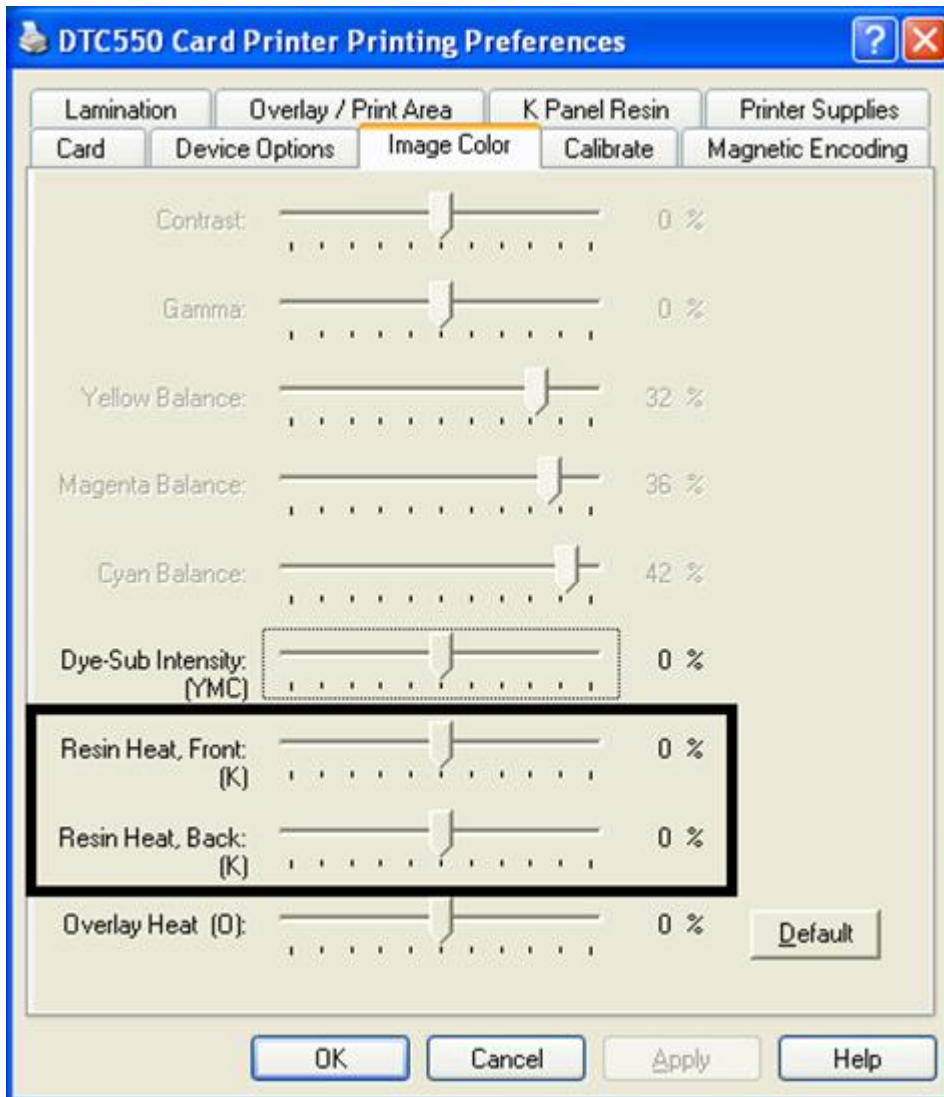 DTC550 Card Printer Printing Preferences
Lamination Overlay / Print Area K Panel Resin Printer Supplies
Card Device Options Image Color Calibrate Magnetic Encoding
Contrast: 0 %
Gamma: 0 %
Yellow Balance: 32 %
Magenta Balance: 36 %
Cyan Balance: 42 %
Dye-Sub Intensity: 0 %
(YMC)
Resin Heat, Front: 0 %
(K)
Resin Heat, Back: 0 %
(K)
Overlay Heat (O): 0 %
Default
OK Cancel Apply Help